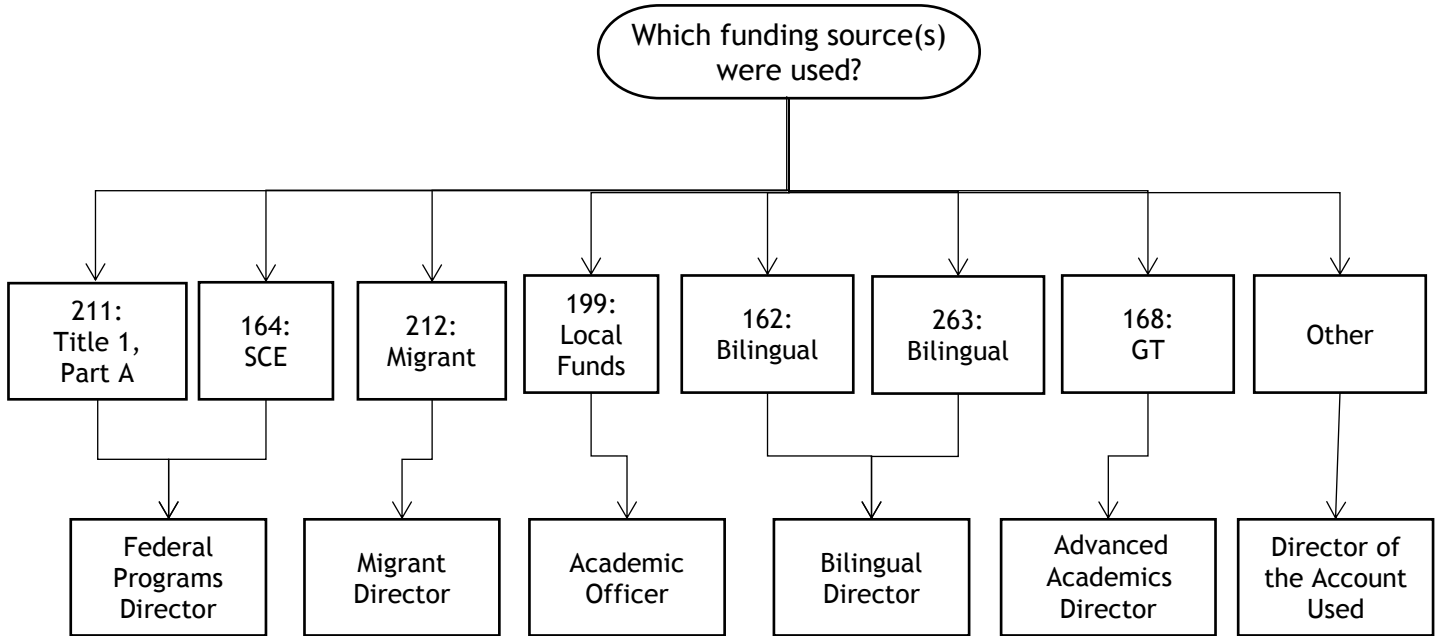 Which funding source(s)
were used?
211:
Title 1,
Part A
164:
SCE
212:
Migrant
199:
Local
Funds
162:
Bilingual
263:
Bilingual
168:
GT
Other
Federal
Programs
Director
Migrant
Director
Academic
Officer
Bilingual
Director
Advanced
Academics
Director
Director of
the Account
Used